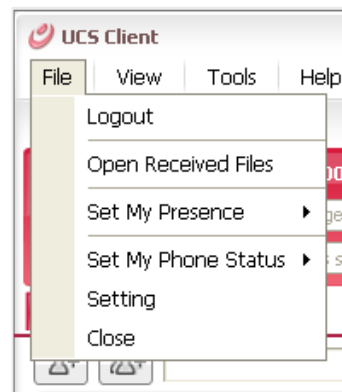 UCS Client
File View Tools Help
Logout
Open Received Files
Set My Presence
Set My Phone Status
Setting
Close